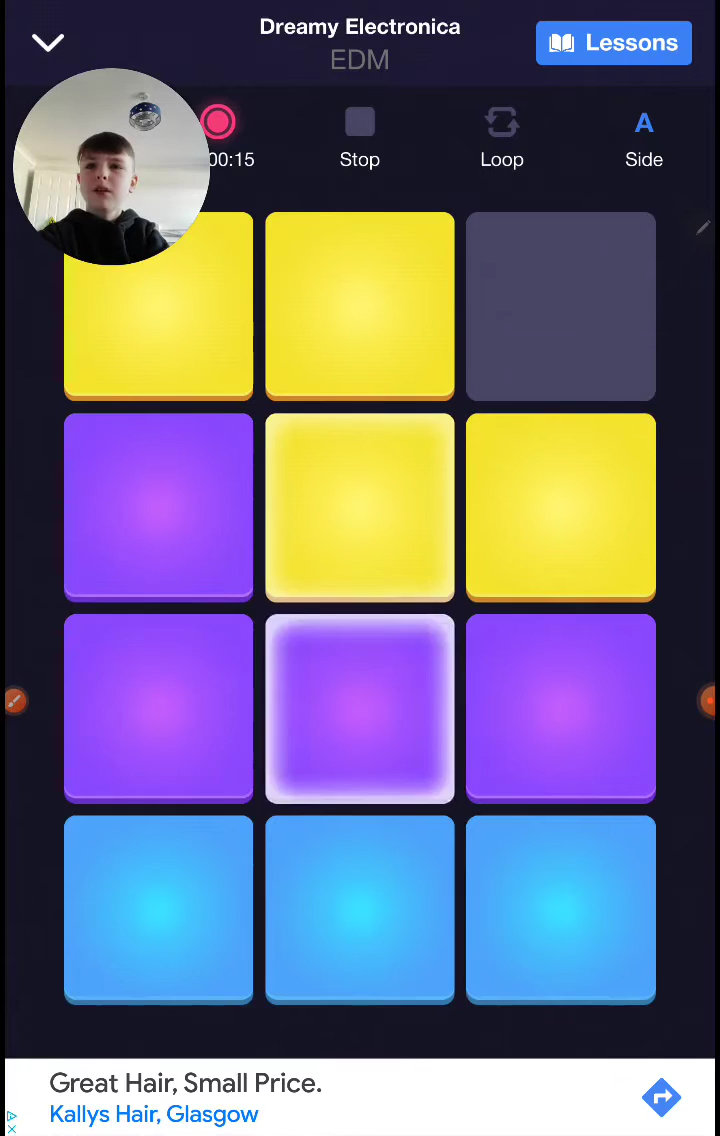 Dreamy Electronica
EDM
Lessons
00:15
Stop
Loop
A
Side
Great Hair, Small Price.
Kallys Hair, Glasgow